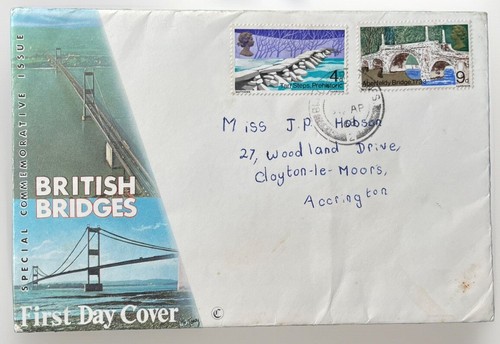 SPECIAL COMMEMORATIVE ISSUE
BRITISH
BRIDGES
First Day Cover
4D
Tarr Steps, Prehistoric
Aberfeldy Bridge, 1733
9D
AP
Miss J.P. Hobson
27, Woodland Drive,
Clayton-le-Moors,
Accrington